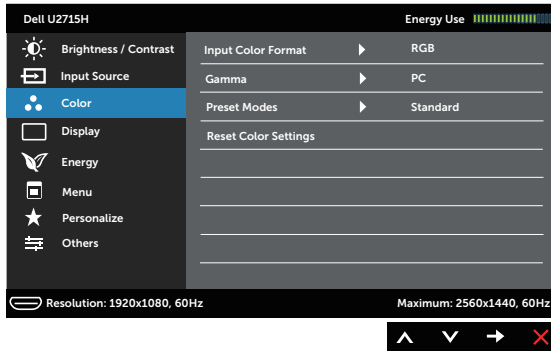 Dell U2715H Energy Use
Brightness / Contrast Input Color Format RGB
Input Source Gamma PC
Color Preset Modes Standard
Display Reset Color Settings
Energy
Menu
Personalize
Others
Resolution: 1920x1080, 60Hz Maximum: 2560x1440, 60Hz